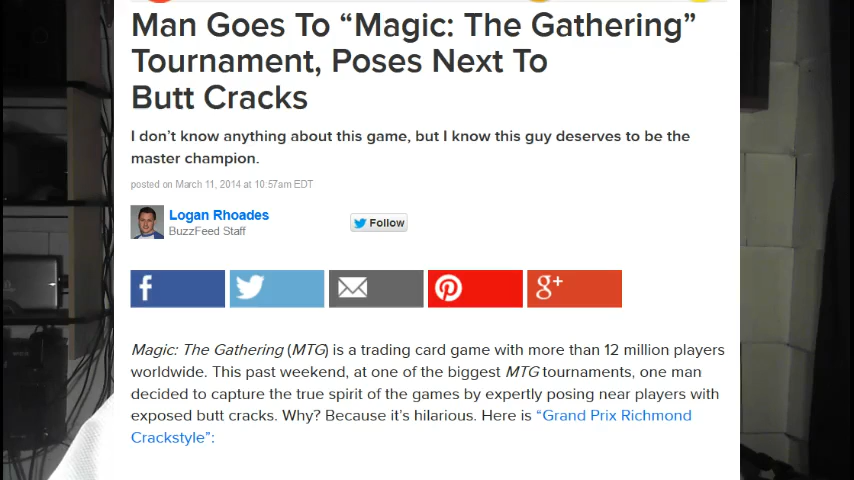 Man Goes To “Magic: The Gathering”
Tournament, Poses Next To
Butt Cracks
I don’t know anything about this game, but I know this guy deserves to be the
master champion.
posted on March 11, 2014 at 10:57am EDT
Logan Rhoades
BuzzFeed Staff
Follow
f
g+
Magic: The Gathering (MTG) is a trading card game with more than 12 million players
worldwide. This past weekend, at one of the biggest MTG tournaments, one man
decided to capture the true spirit of the games by expertly posing near players with
exposed butt cracks. Why? Because it’s hilarious. Here is “Grand Prix Richmond
Crackstyle”: